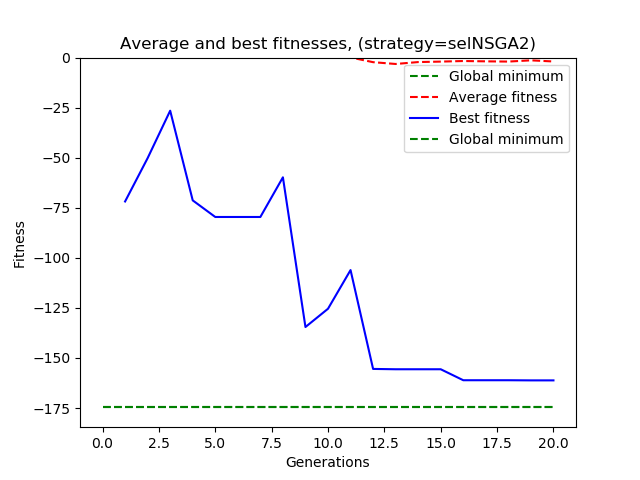 Average and best fitnesses, (strategy=selNSGA2)
0
−25
−50
−75
−100
−125
−150
−175
Fitness
Global minimum
Average fitness
Best fitness
Global minimum
0.0 2.5 5.0 7.5 10.0 12.5 15.0 17.5 20.0
Generations